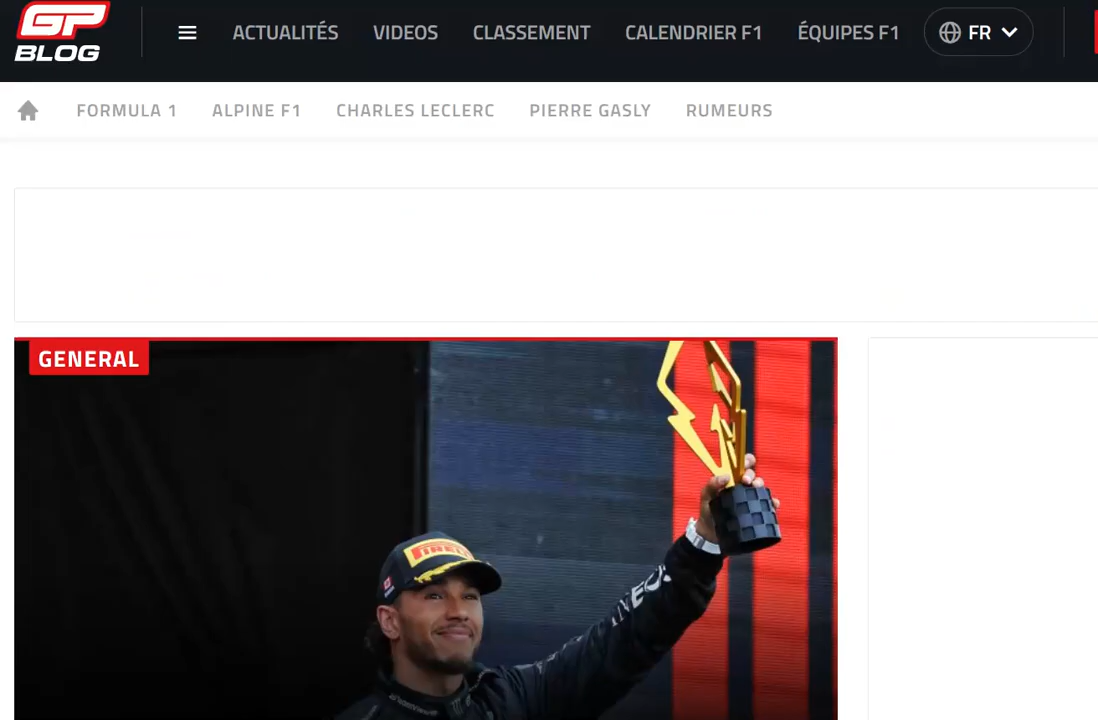 GP
BLOG
ACTUALITÉS VIDEOS CLASSEMENT CALENDRIER F1 ÉQUIPES F1 FR
FORMULA 1 ALPINE F1 CHARLES LECLERC PIERRE GASLY RUMEURS
GENERAL
PIRELLI
INEOS